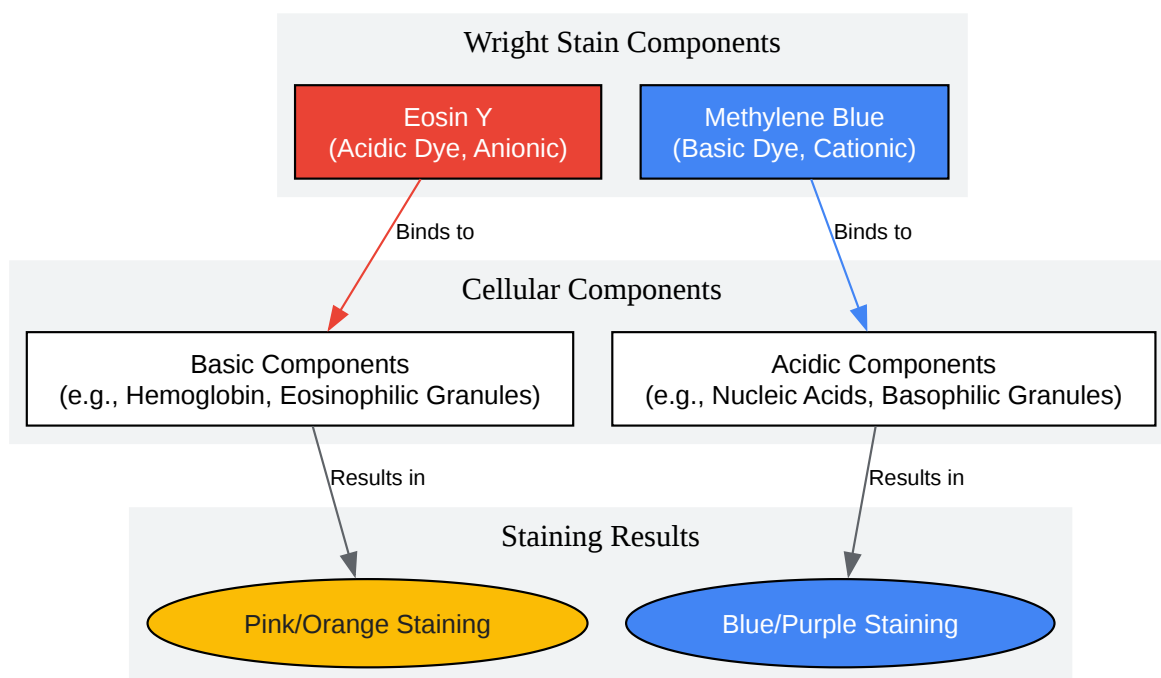 Wright Stain Components
Eosin Y
(Acidic Dye, Anionic)
Methylene Blue
(Basic Dye, Cationic)
Binds to
Binds to
Cellular Components
Basic Components
(e.g., Hemoglobin, Eosinophilic Granules)
Acidic Components
(e.g., Nucleic Acids, Basophilic Granules)
Results in
Results in
Staining Results
Pink/Orange Staining
Blue/Purple Staining